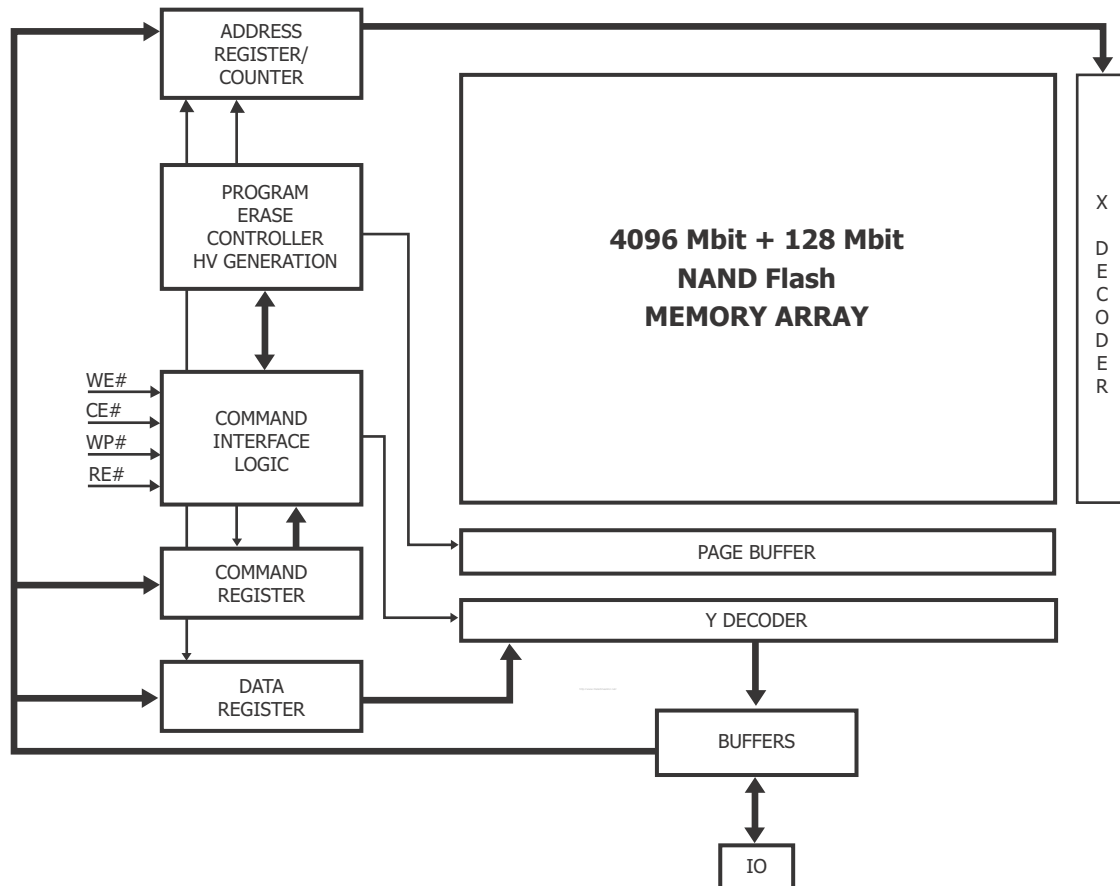 ADDRESS
REGISTER/
COUNTER
PROGRAM
ERASE
CONTROLLER
HV GENERATION
4096 Mbit + 128 Mbit
NAND Flash
MEMORY ARRAY
X
D
E
C
O
D
E
R
WE#
CE#
WP#
RE#
COMMAND
INTERFACE
LOGIC
PAGE BUFFER
COMMAND
REGISTER
Y DECODER
DATA
REGISTER
BUFFERS
IO